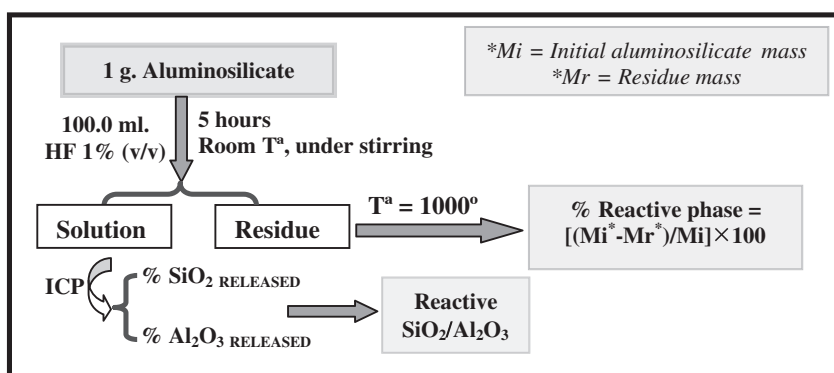 *Mi = Initial aluminosilicate mass
*Mr = Residue mass
1 g. Aluminosilicate
100.0 ml.
HF 1% (v/v)
5 hours
Room Tª, under stirring
Solution
Residue
Tª = 1000º
% Reactive phase =
[(Mi*-Mr*)/Mi]×100
ICP
% SiO₂ RELEASED
% Al₂O₃ RELEASED
Reactive
SiO₂/Al₂O₃